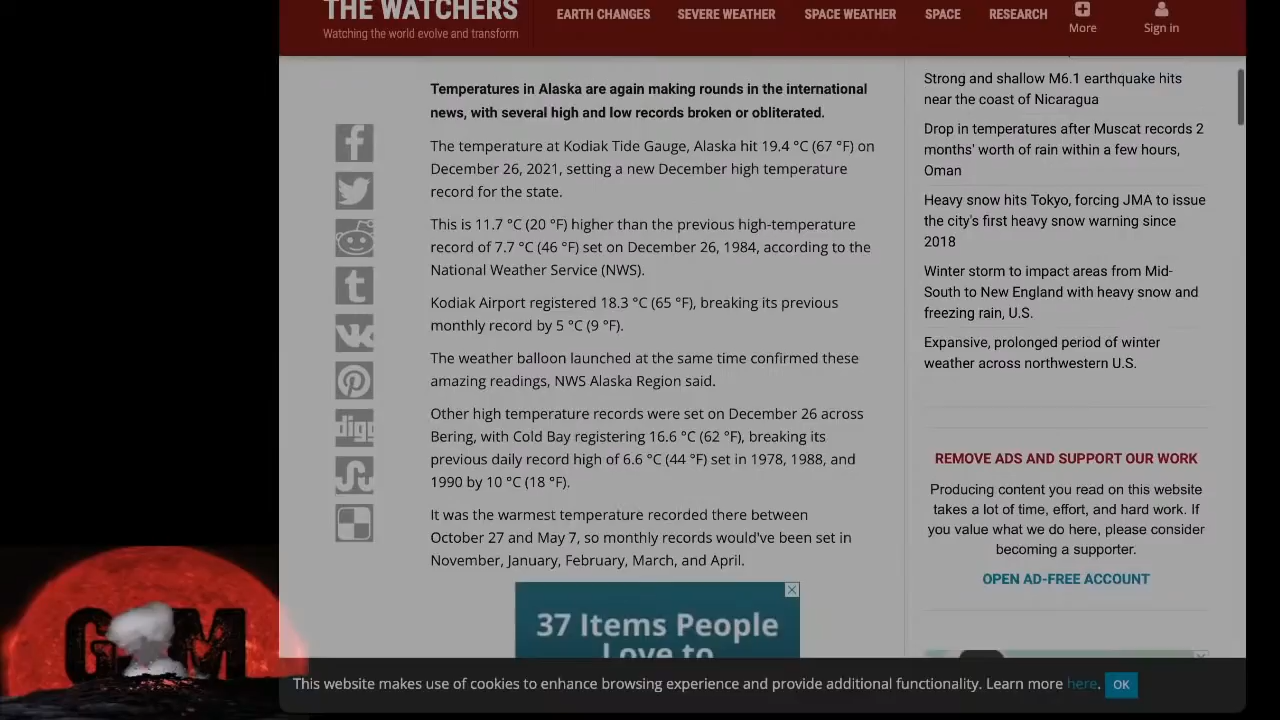 THE WATCHERS
Watching the world evolve and transform
EARTH CHANGES
SEVERE WEATHER
SPACE WEATHER
SPACE
RESEARCH
More
Sign in
Temperatures in Alaska are again making rounds in the international
news, with several high and low records broken or obliterated.
The temperature at Kodiak Tide Gauge, Alaska hit 19.4 °C (67 °F) on
December 26, 2021, setting a new December high temperature
record for the state.
This is 11.7 °C (20 °F) higher than the previous high-temperature
record of 7.7 °C (46 °F) set on December 26, 1984, according to the
National Weather Service (NWS).
Kodiak Airport registered 18.3 °C (65 °F), breaking its previous
monthly record by 5 °C (9 °F).
The weather balloon launched at the same time confirmed these
amazing readings, NWS Alaska Region said.
Other high temperature records were set on December 26 across
Bering, with Cold Bay registering 16.6 °C (62 °F), breaking its
previous daily record high of 6.6 °C (44 °F) set in 1978, 1988, and
1990 by 10 °C (18 °F).
It was the warmest temperature recorded there between
October 27 and May 7, so monthly records would've been set in
November, January, February, March, and April.
37 Items People
Love to
Strong and shallow M6.1 earthquake hits
near the coast of Nicaragua
Drop in temperatures after Muscat records 2
months' worth of rain within a few hours,
Oman
Heavy snow hits Tokyo, forcing JMA to issue
the city's first heavy snow warning since
2018
Winter storm to impact areas from Mid-
South to New England with heavy snow and
freezing rain, U.S.
Expansive, prolonged period of winter
weather across northwestern U.S.
REMOVE ADS AND SUPPORT OUR WORK
Producing content you read on this website
takes a lot of time, effort, and hard work. If
you value what we do here, please consider
becoming a supporter.
OPEN AD-FREE ACCOUNT
digg
This website makes use of cookies to enhance browsing experience and provide additional functionality. Learn more here.
OK